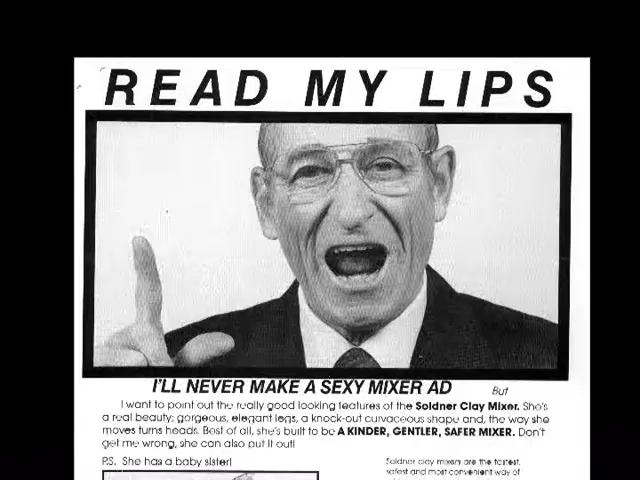 READ MY LIPS
I'LL NEVER MAKE A SEXY MIXER AD But
I want to point out the really good looking features of the Soldner Clay Mixer. She's
a real beauty; gorgeous, elegant legs, a knock-out curvaceous shape and, the way she
moves turns heads. Best of all, she's built to be A KINDER, GENTLER, SAFER MIXER. Don't
get me wrong, she can also put it out!
P.S. She has a baby sister!
Soldner clay mixers are the fastest,
safest and most convenient way of